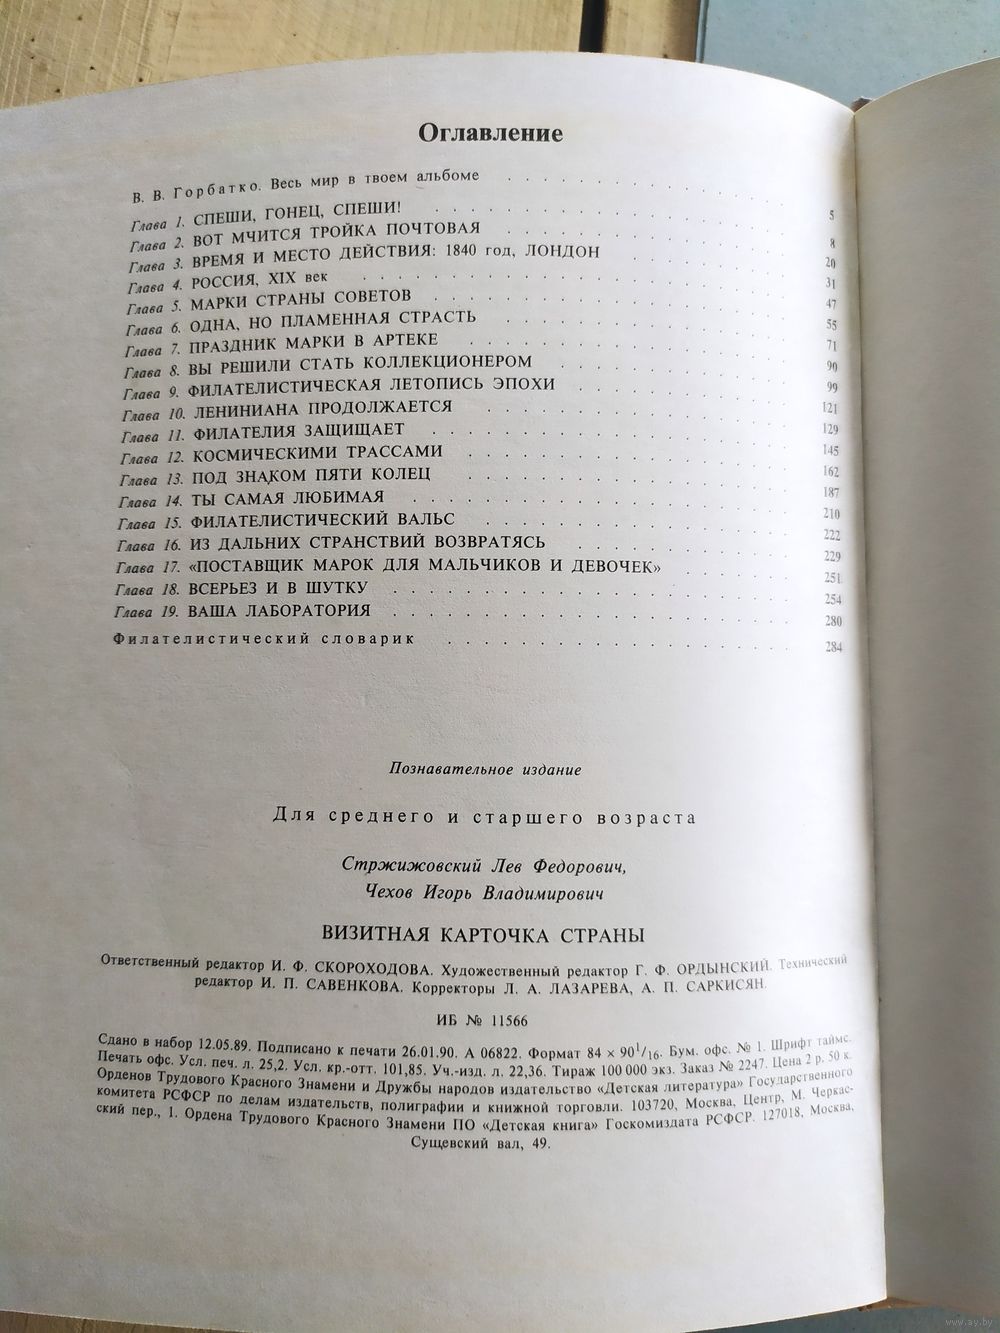 Оглавление
В. В. Горбатко. Весь мир в твоем альбоме . . . . . . . . . . 5
Глава 1. СПЕШИ, ГОНЕЦ, СПЕШИ! . . . . . . . . . . 8
Глава 2. ВОТ МЧИТСЯ ТРОЙКА ПОЧТОВАЯ . . . . . . . . . . 20
Глава 3. ВРЕМЯ И МЕСТО ДЕЙСТВИЯ: 1840 год, ЛОНДОН . . . . . . 31
Глава 4. РОССИЯ, XIX век . . . . . . . . . . 47
Глава 5. МАРКИ СТРАНЫ СОВЕТОВ . . . . . . . . . . 55
Глава 6. ОДНА, НО ПЛАМЕННАЯ СТРАСТЬ . . . . . . . . . . 71
Глава 7. ПРАЗДНИК МАРКИ В АРТЕКЕ . . . . . . . . . . 90
Глава 8. ВЫ РЕШИЛИ СТАТЬ КОЛЛЕКЦИОНЕРОМ . . . . . . . . 99
Глава 9. ФИЛАТЕЛИСТИЧЕСКАЯ ЛЕТОПИСЬ ЭПОХИ . . . . . . . . 121
Глава 10. ЛЕНИНИАНА ПРОДОЛЖАЕТСЯ . . . . . . . . . . 129
Глава 11. ФИЛАТЕЛИЯ ЗАЩИЩАЕТ . . . . . . . . . . 145
Глава 12. КОСМИЧЕСКИМИ ТРАССАМИ . . . . . . . . . . 162
Глава 13. ПОД ЗНАКОМ ПЯТИ КОЛЕЦ . . . . . . . . . . 187
Глава 14. ТЫ САМАЯ ЛЮБИМАЯ . . . . . . . . . . 210
Глава 15. ФИЛАТЕЛИСТИЧЕСКИЙ ВАЛЬС . . . . . . . . . . 222
Глава 16. ИЗ ДАЛЬНИХ СТРАНСТВИЙ ВОЗВРАТЯСЬ . . . . . . . . 229
Глава 17. «ПОСТАВЩИК МАРОК ДЛЯ МАЛЬЧИКОВ И ДЕВОЧЕК» . . . . . 251
Глава 18. ВСЕРЬЕЗ И В ШУТКУ . . . . . . . . . . 254
Глава 19. ВАША ЛАБОРАТОРИЯ . . . . . . . . . . 280
Филателистический словарик . . . . . . . . . . 284
Познавательное издание
Для среднего и старшего возраста
Стржижовский Лев Федорович,
Чехов Игорь Владимирович
ВИЗИТНАЯ КАРТОЧКА СТРАНЫ
Ответственный редактор И. Ф. СКОРОХОДОВА. Художественный редактор Г. Ф. ОРДЫНСКИЙ. Технический
редактор И. П. САВЕНКОВА. Корректоры Л. А. ЛАЗАРЕВА, А. П. САРКИСЯН.
ИБ № 11566
Сдано в набор 12.05.89. Подписано к печати 26.01.90. А 06822. Формат 84 × 90 1/16. Бум. офс. № 1. Шрифт таймс.
Печать офс. Усл. печ. л. 25,2. Усл. кр.-отт. 101,85. Уч.-изд. л. 22,36. Тираж 100 000 экз. Заказ № 2247. Цена 2 р. 50 к.
Орденов Трудового Красного Знамени и Дружбы народов издательство «Детская литература» Государственного
комитета РСФСР по делам издательств, полиграфии и книжной торговли. 103720, Москва, Центр, М. Черкас-
ский пер., 1. Ордена Трудового Красного Знамени ПО «Детская книга» Госкомиздата РСФСР. 127018, Москва,
Сущевский вал, 49.
www.ay.by